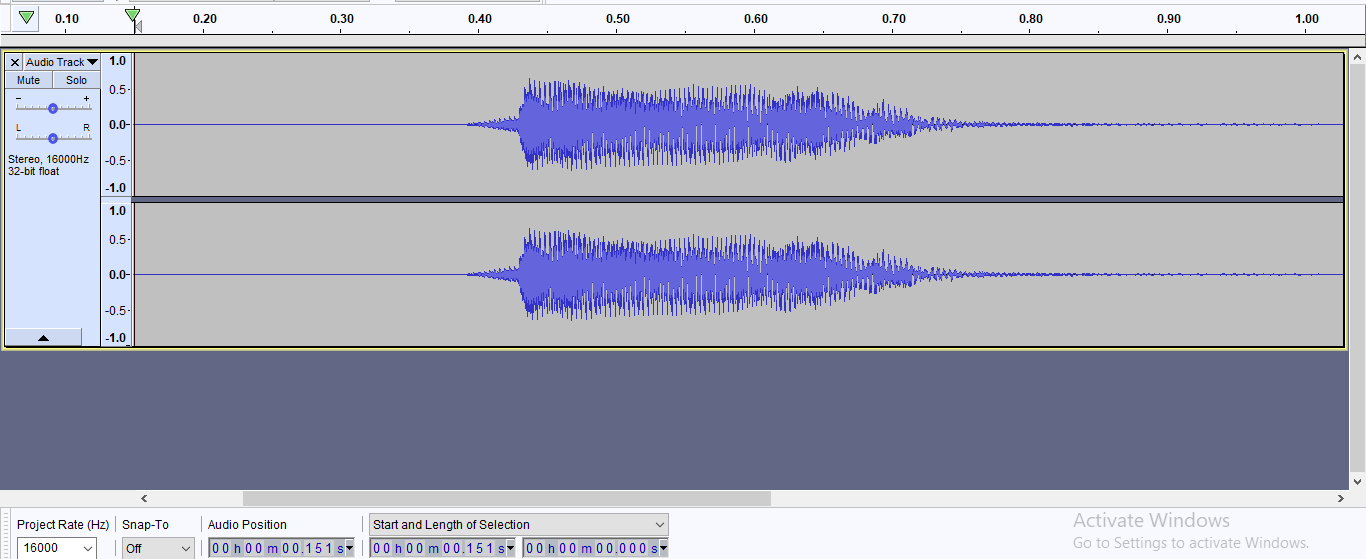 0.10 0.20 0.30 0.40 0.50 0.60 0.70 0.80 0.90 1.00
Audio Track
Mute Solo
- +
L R
Stereo, 16000Hz
32-bit float
1.0
0.5
0.0
-0.5
-1.0
1.0
0.5
0.0
-0.5
-1.0
Project Rate (Hz) Snap-To Audio Position Start and Length of Selection
16000 Off 00h00m00.151s 00h00m00.151s 00h00m00.000s
Activate Windows
Go to Settings to activate Windows.